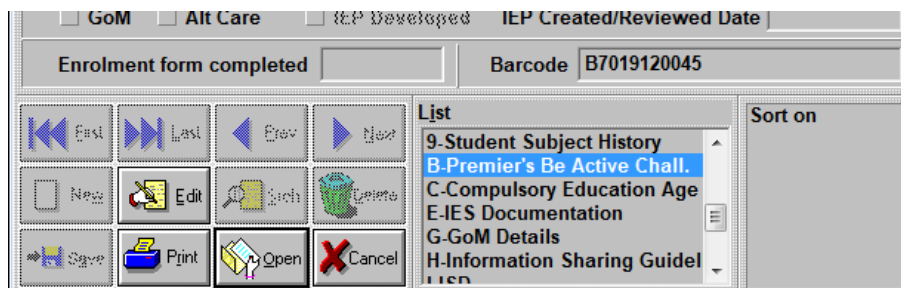 GoM Alt Care IEP Developed IEP Created/Reviewed Date
Enrolment form completed Barcode B7019120045
First Last Prev Next
New Edit Srch Delete
Save Print Open Cancel
List
9-Student Subject History
B-Premier's Be Active Chall.
C-Compulsory Education Age
E-IES Documentation
G-GoM Details
H-Information Sharing Guidel
Sort on